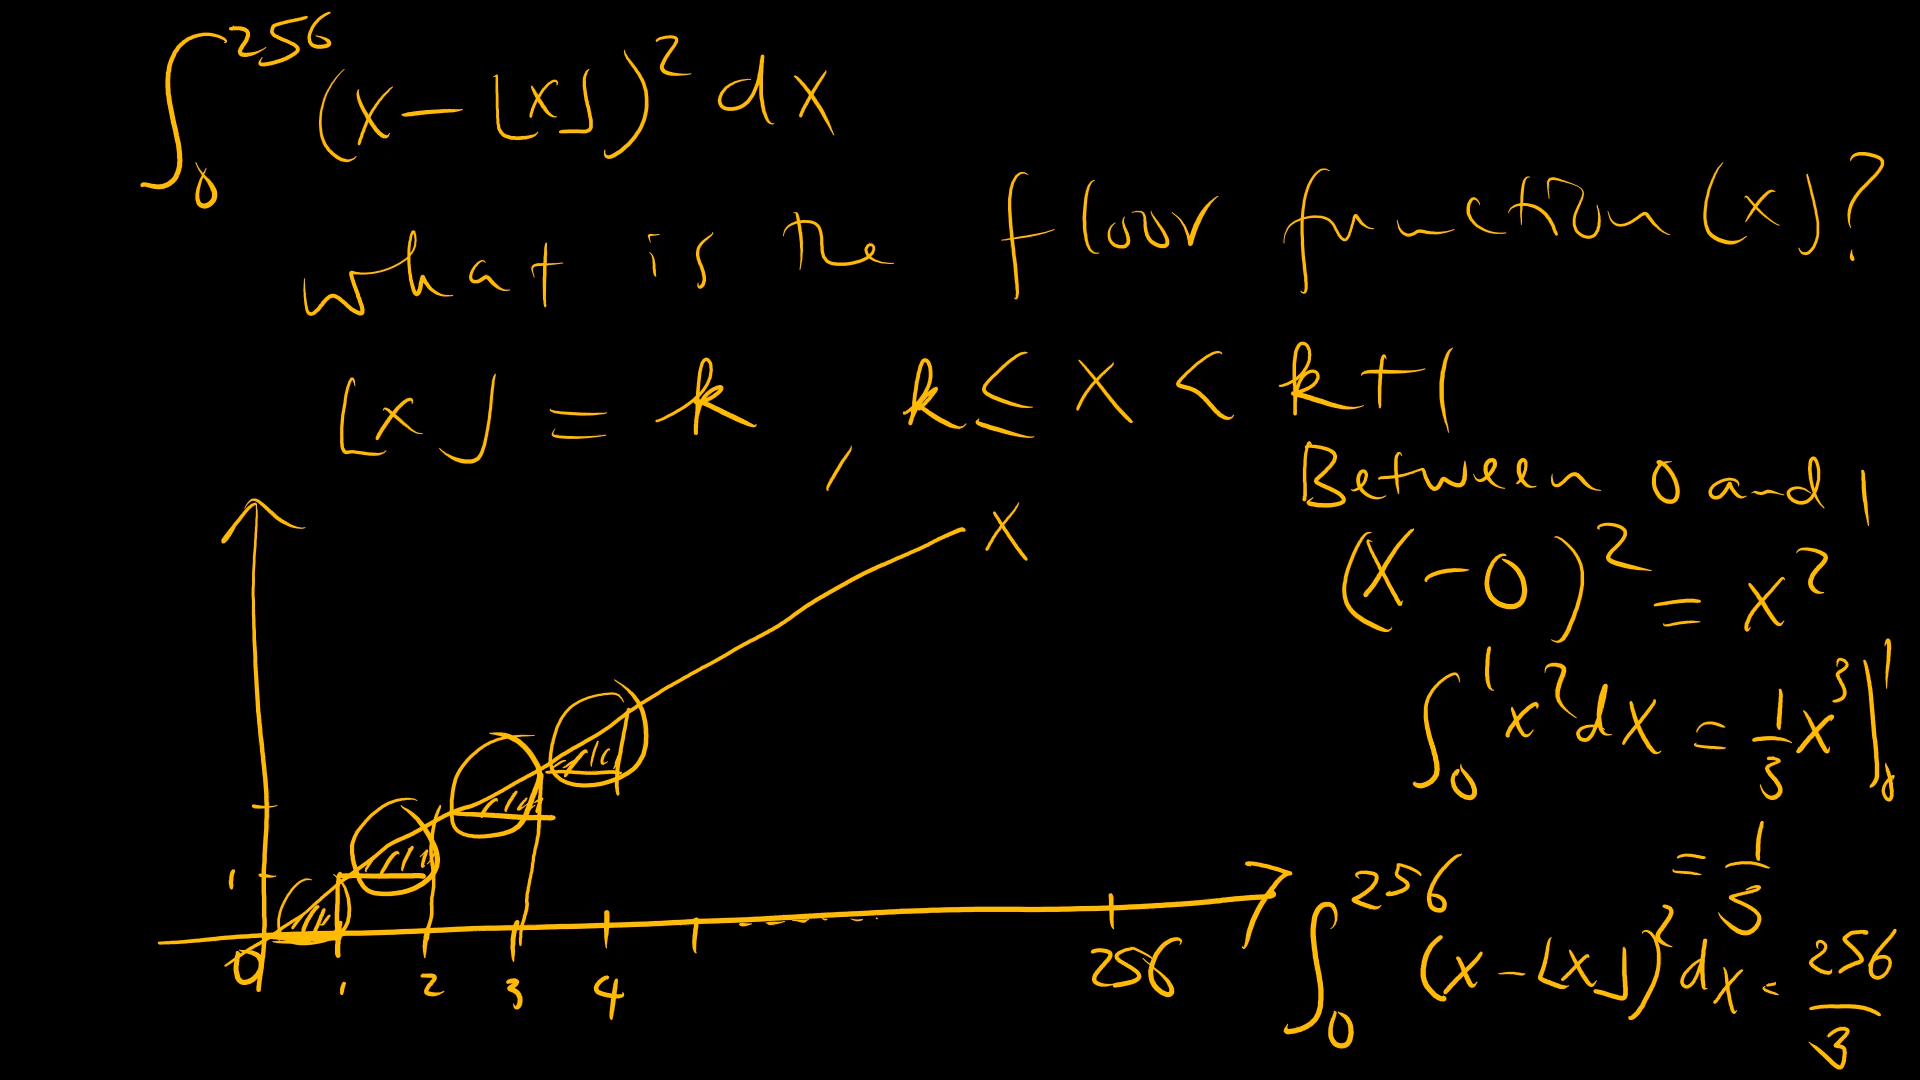 ∫₀²⁵⁶ (x − ⌊x⌋)² dx
what is the floor function ⌊x⌋?
⌊x⌋ = k , k ≤ x < k+1
Between 0 and 1
(x − 0)² = x²
∫₀¹ x² dx = 1/3 x³ |₀¹
= 1/3
∫₀²⁵⁶ (x − ⌊x⌋)² dx = 256/3
x
1
0 1 2 3 4 256